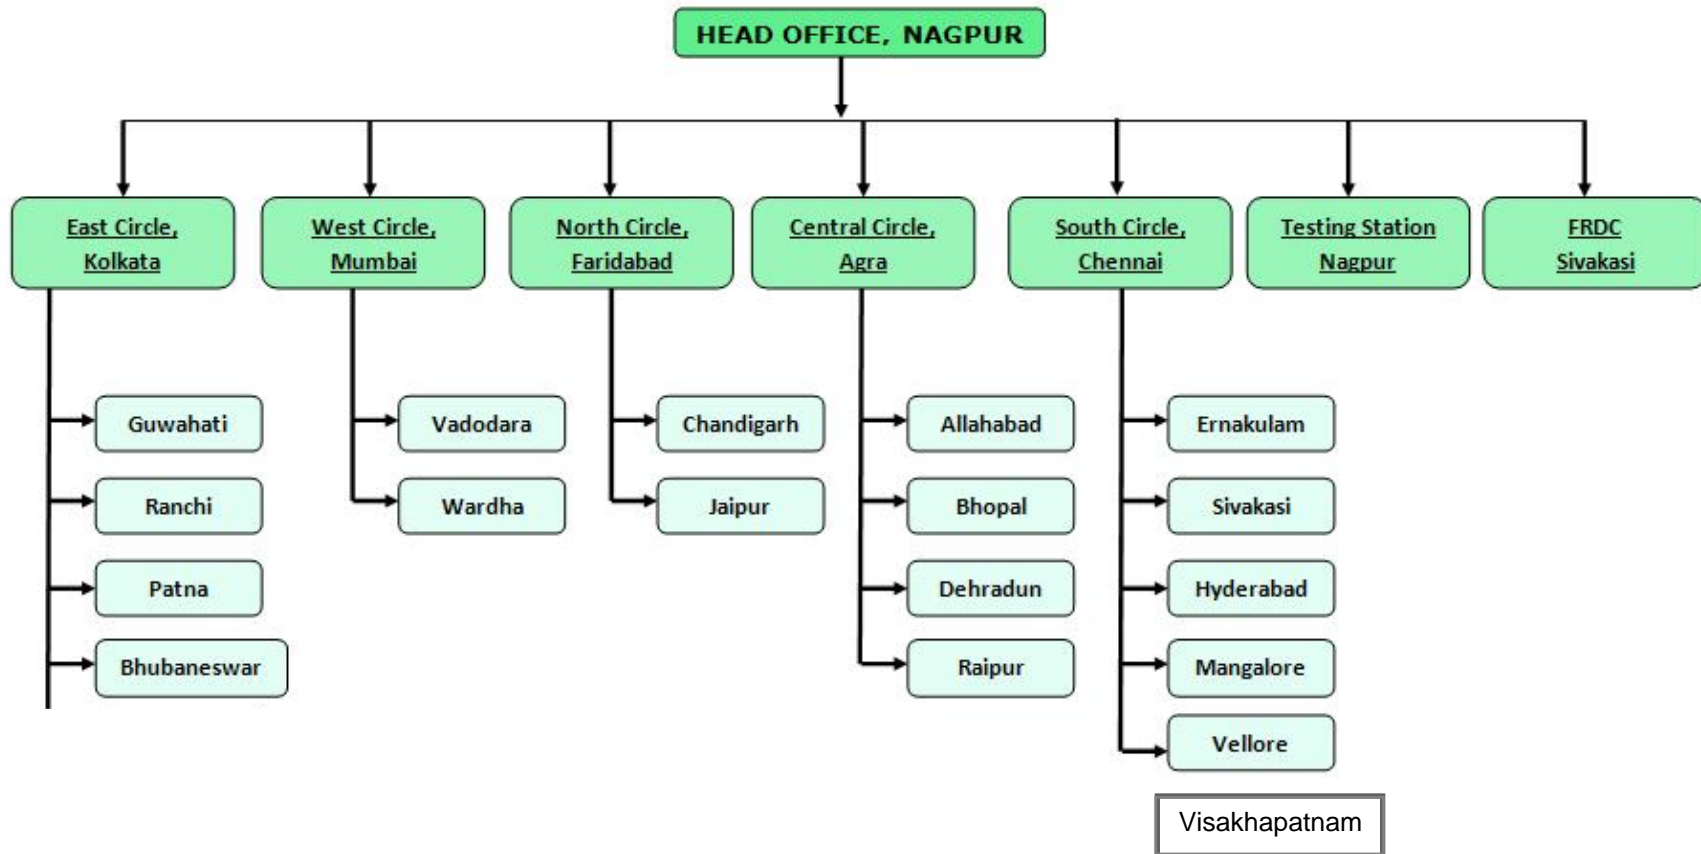 HEAD OFFICE, NAGPUR
East Circle,
Kolkata
West Circle,
Mumbai
North Circle,
Faridabad
Central Circle,
Agra
South Circle,
Chennai
Testing Station
Nagpur
FRDC
Sivakasi
Guwahati
Ranchi
Patna
Bhubaneswar
Vadodara
Wardha
Chandigarh
Jaipur
Allahabad
Bhopal
Dehradun
Raipur
Ernakulam
Sivakasi
Hyderabad
Mangalore
Vellore
Visakhapatnam